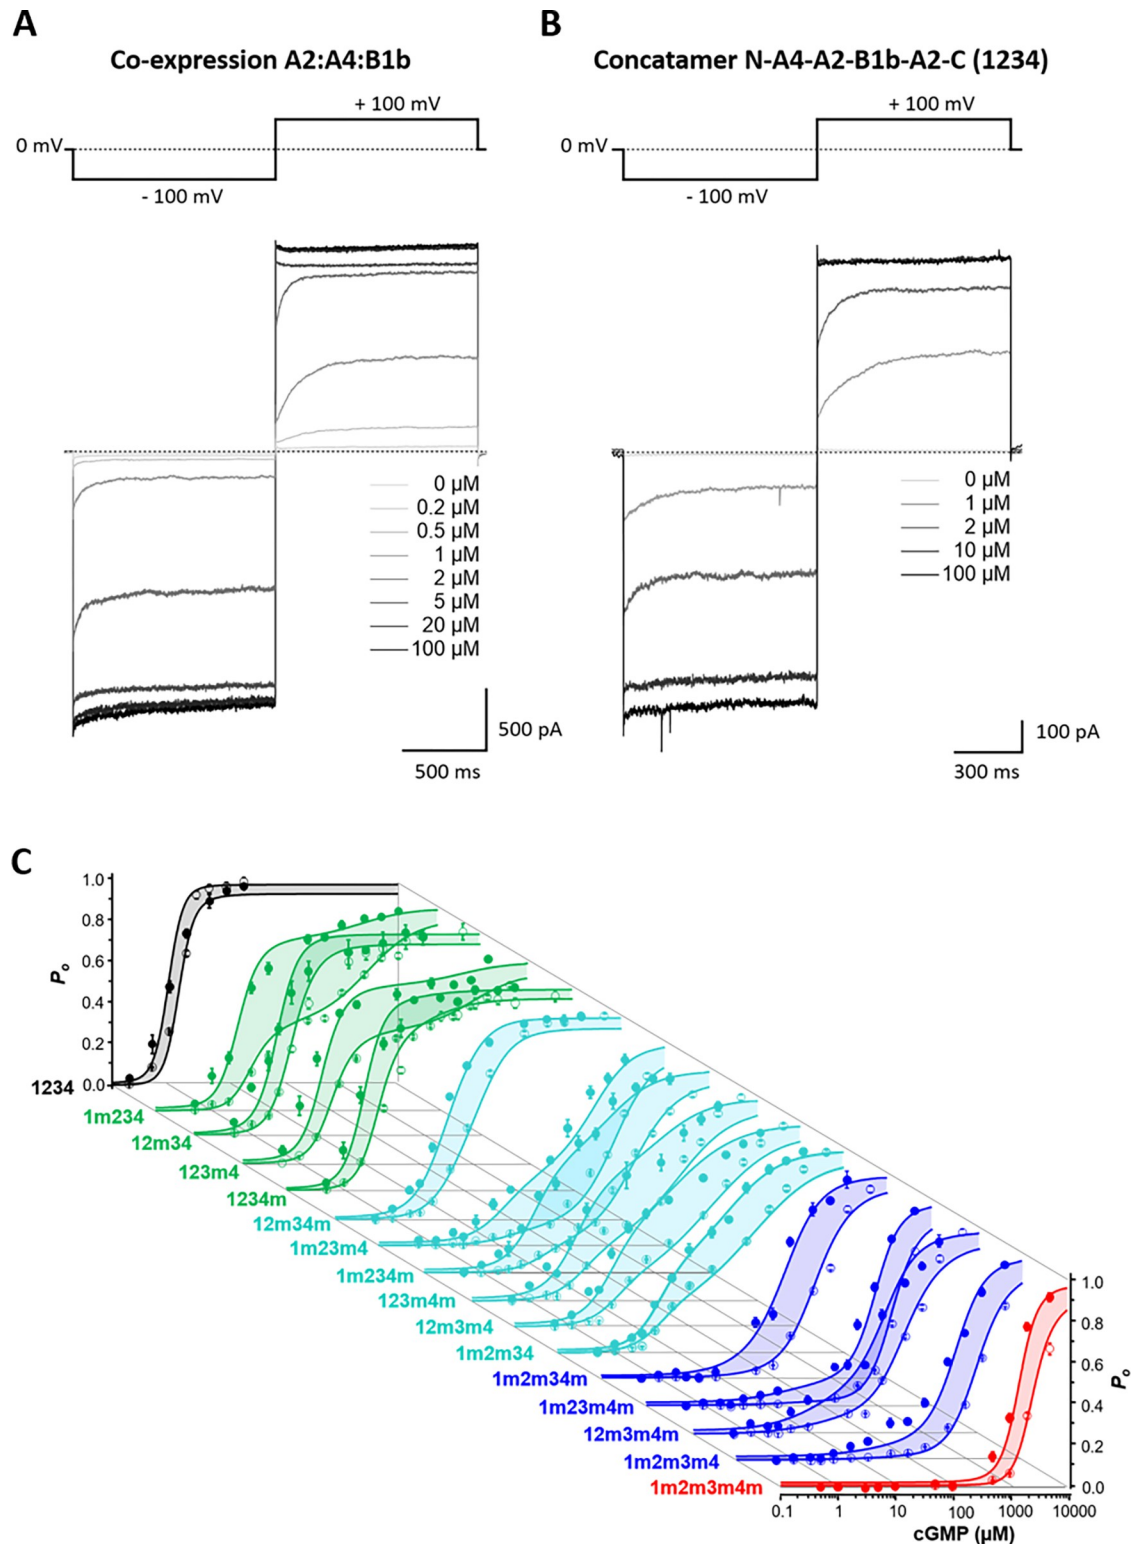 A
Co-expression A2:A4:B1b
+ 100 mV
0 mV
- 100 mV
0 µM
0.2 µM
0.5 µM
1 µM
2 µM
5 µM
20 µM
100 µM
500 pA
500 ms
B
Concatamer N-A4-A2-B1b-A2-C (1234)
+ 100 mV
0 mV
- 100 mV
0 µM
1 µM
2 µM
10 µM
100 µM
100 pA
300 ms
C
1.0
0.8
0.6
0.4
0.2
0.0
Po
1234
1m234
12m34
123m4
1234m
12m34m
1m23m4
1m234m
123m4m
12m3m4
1m2m34
1m2m34m
1m23m4m
12m3m4m
1m2m3m4
1m2m3m4m
1.0
0.8
0.6
0.4
0.2
0.0
Po
0.1 1 10 100 1000 10000
cGMP (µM)